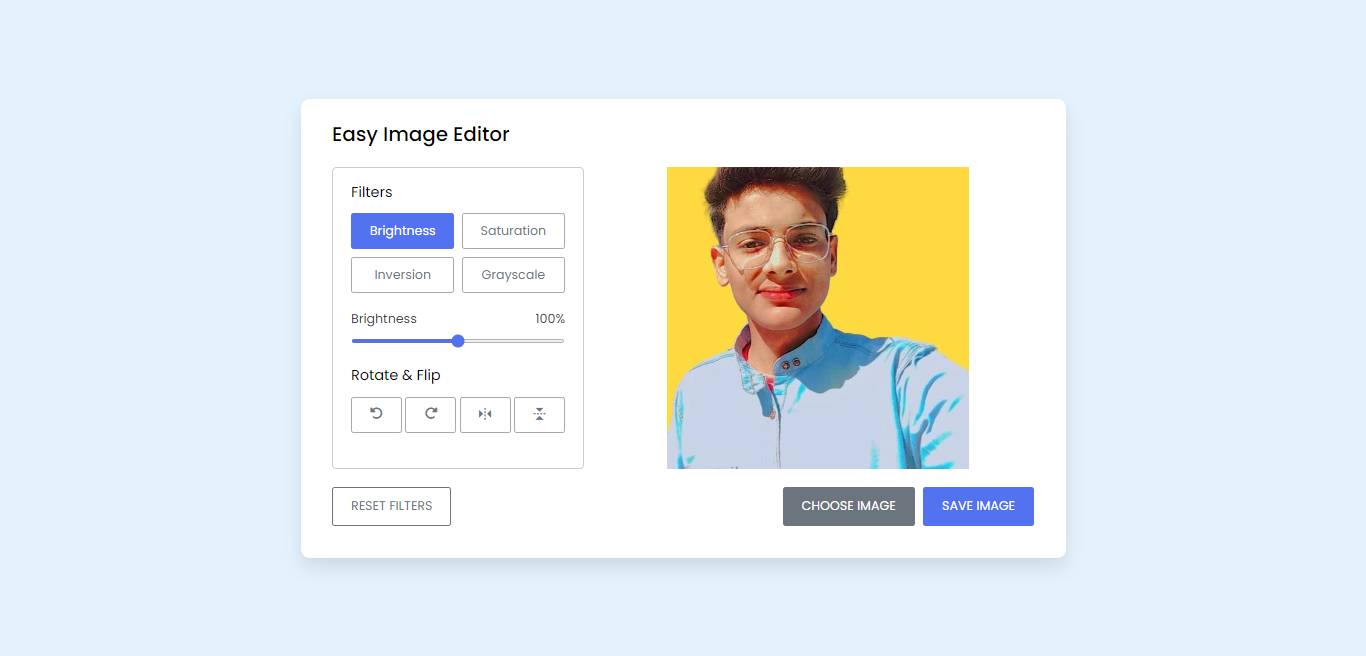 Easy Image Editor
Filters
Brightness Saturation
Inversion Grayscale
Brightness 100%
Rotate & Flip
RESET FILTERS CHOOSE IMAGE SAVE IMAGE